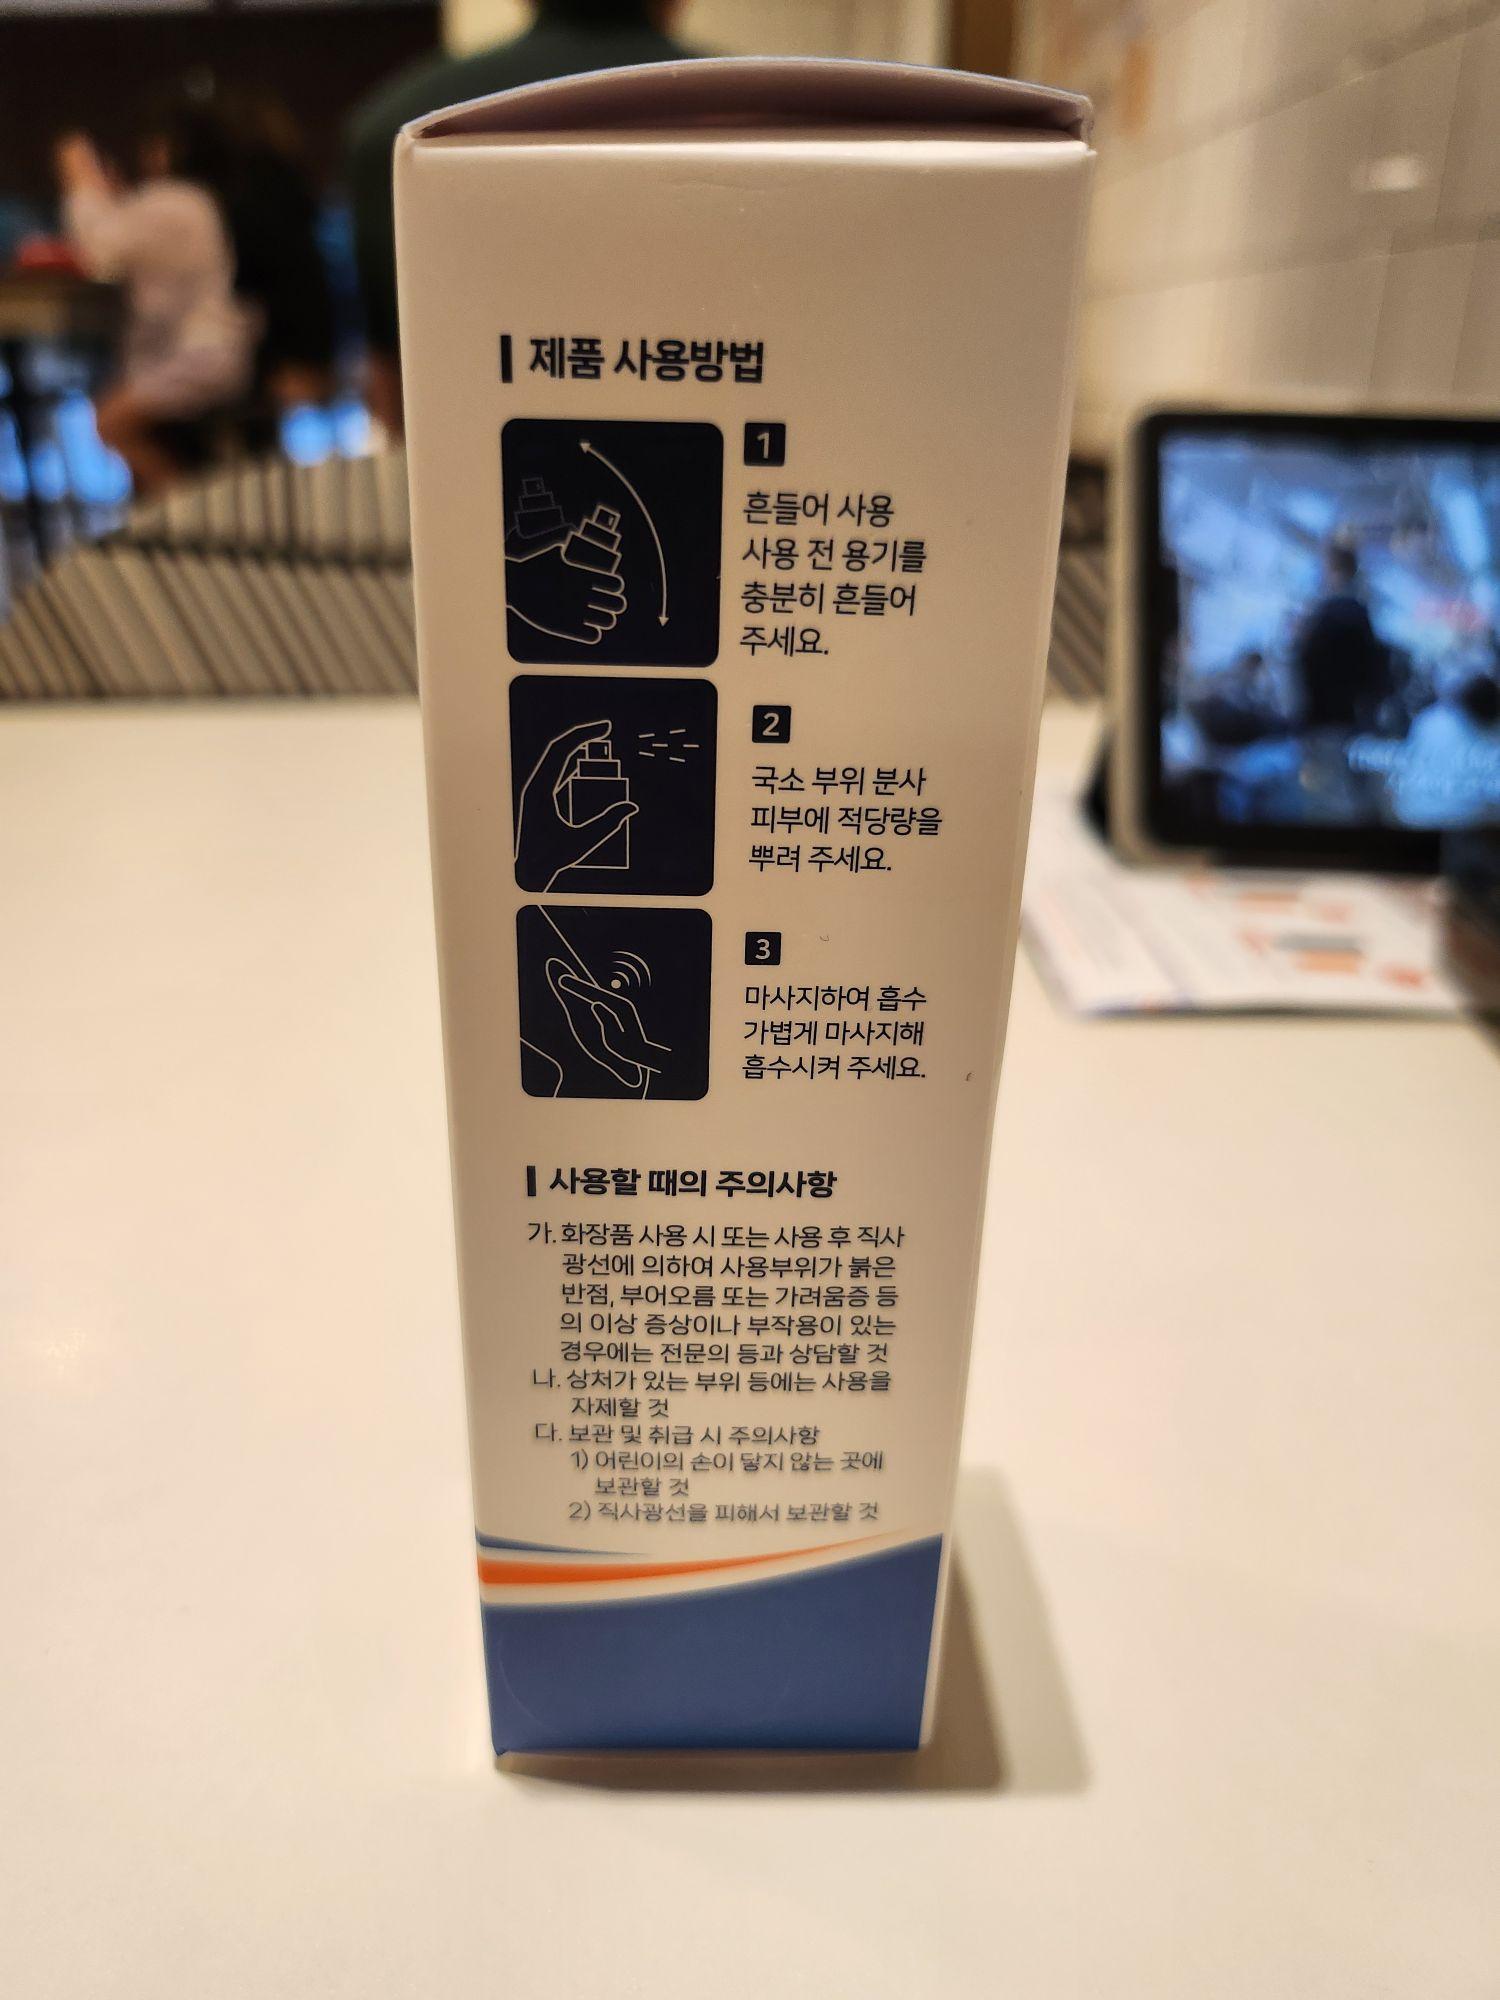 제품 사용방법
1
흔들어 사용
사용 전 용기를
충분히 흔들어
주세요.
2
국소 부위 분사
피부에 적당량을
뿌려 주세요.
3
마사지하여 흡수
가볍게 마사지해
흡수시켜 주세요.
사용할 때의 주의사항
가. 화장품 사용 시 또는 사용 후 직사
광선에 의하여 사용부위가 붉은
반점, 부어오름 또는 가려움증 등
의 이상 증상이나 부작용이 있는
경우에는 전문의 등과 상담할 것
나. 상처가 있는 부위 등에는 사용을
자제할 것
다. 보관 및 취급 시 주의사항
1) 어린이의 손이 닿지 않는 곳에
보관할 것
2) 직사광선을 피해서 보관할 것